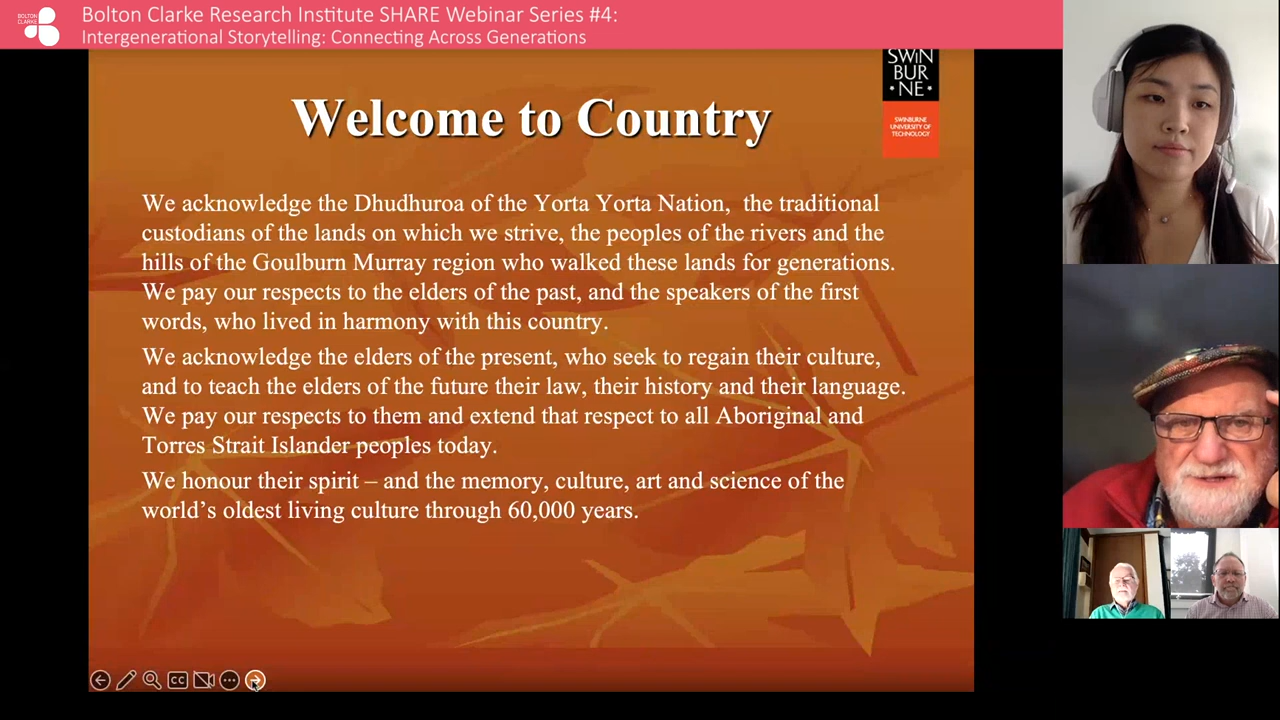 BOLTON CLARKE
Bolton Clarke Research Institute SHARE Webinar Series #4:
Intergenerational Storytelling: Connecting Across Generations
SWIN
BUR
NE
SWINBURNE
UNIVERSITY OF
TECHNOLOGY
Welcome to Country
We acknowledge the Dhudhuroa of the Yorta Yorta Nation,  the traditional
custodians of the lands on which we strive, the peoples of the rivers and the
hills of the Goulburn Murray region who walked these lands for generations.
We pay our respects to the elders of the past, and the speakers of the first
words, who lived in harmony with this country.
We acknowledge the elders of the present, who seek to regain their culture,
and to teach the elders of the future their law, their history and their language.
We pay our respects to them and extend that respect to all Aboriginal and
Torres Strait Islander peoples today.
We honour their spirit – and the memory, culture, art and science of the
world’s oldest living culture through 60,000 years.
CC